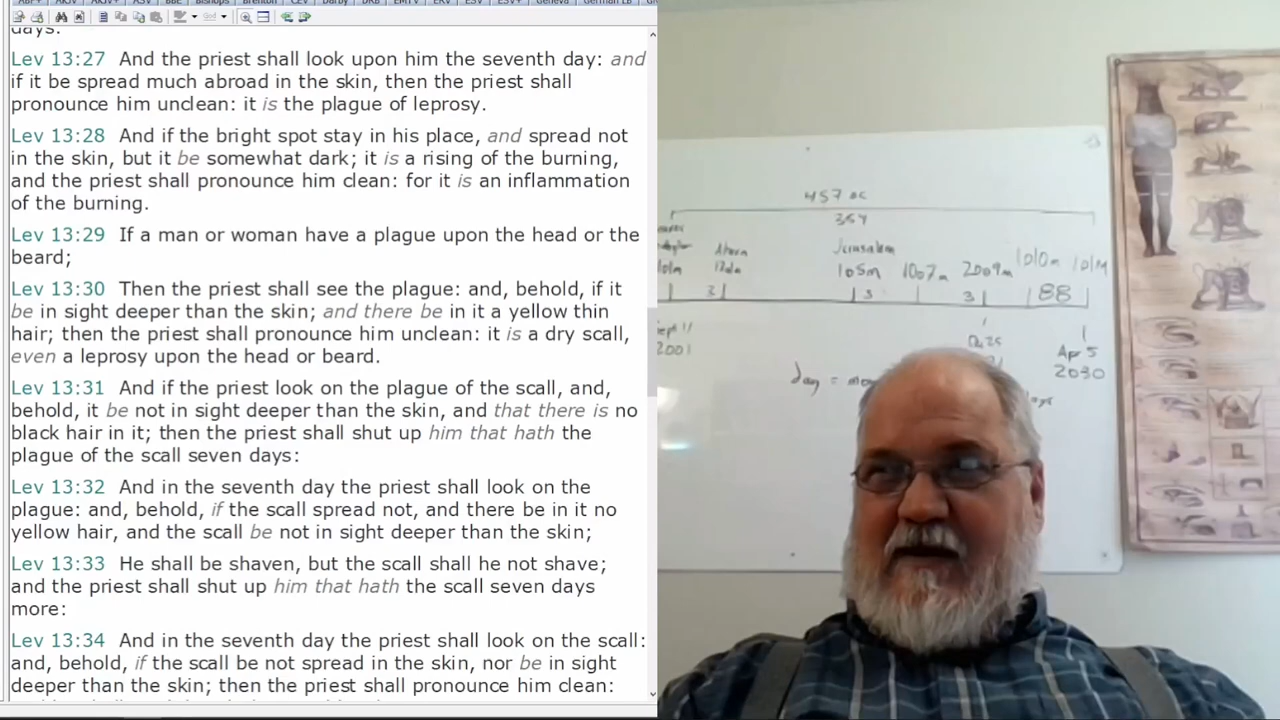 Brenton
days.
Lev 13:27 And the priest shall look upon him the seventh day: and
if it be spread much abroad in the skin, then the priest shall
pronounce him unclean: it is the plague of leprosy.
Lev 13:28 And if the bright spot stay in his place, and spread not
in the skin, but it be somewhat dark; it is a rising of the burning,
and the priest shall pronounce him clean: for it is an inflammation
of the burning.
Lev 13:29 If a man or woman have a plague upon the head or the
beard;
Lev 13:30 Then the priest shall see the plague: and, behold, if it
be in sight deeper than the skin; and there be in it a yellow thin
hair; then the priest shall pronounce him unclean: it is a dry scall,
even a leprosy upon the head or beard.
Lev 13:31 And if the priest look on the plague of the scall, and,
behold, it be not in sight deeper than the skin, and that there is no
black hair in it; then the priest shall shut up him that hath the
plague of the scall seven days:
Lev 13:32 And in the seventh day the priest shall look on the
plague: and, behold, if the scall spread not, and there be in it no
yellow hair, and the scall be not in sight deeper than the skin;
Lev 13:33 He shall be shaven, but the scall shall he not shave;
and the priest shall shut up him that hath the scall seven days
more:
Lev 13:34 And in the seventh day the priest shall look on the scall:
and, behold, if the scall be not spread in the skin, nor be in sight
deeper than the skin; then the priest shall pronounce him clean:
457 BC
Jerusalem
105m 1007m 2009m 1010m
3 3 88
2001
Apr 5
2030
day =